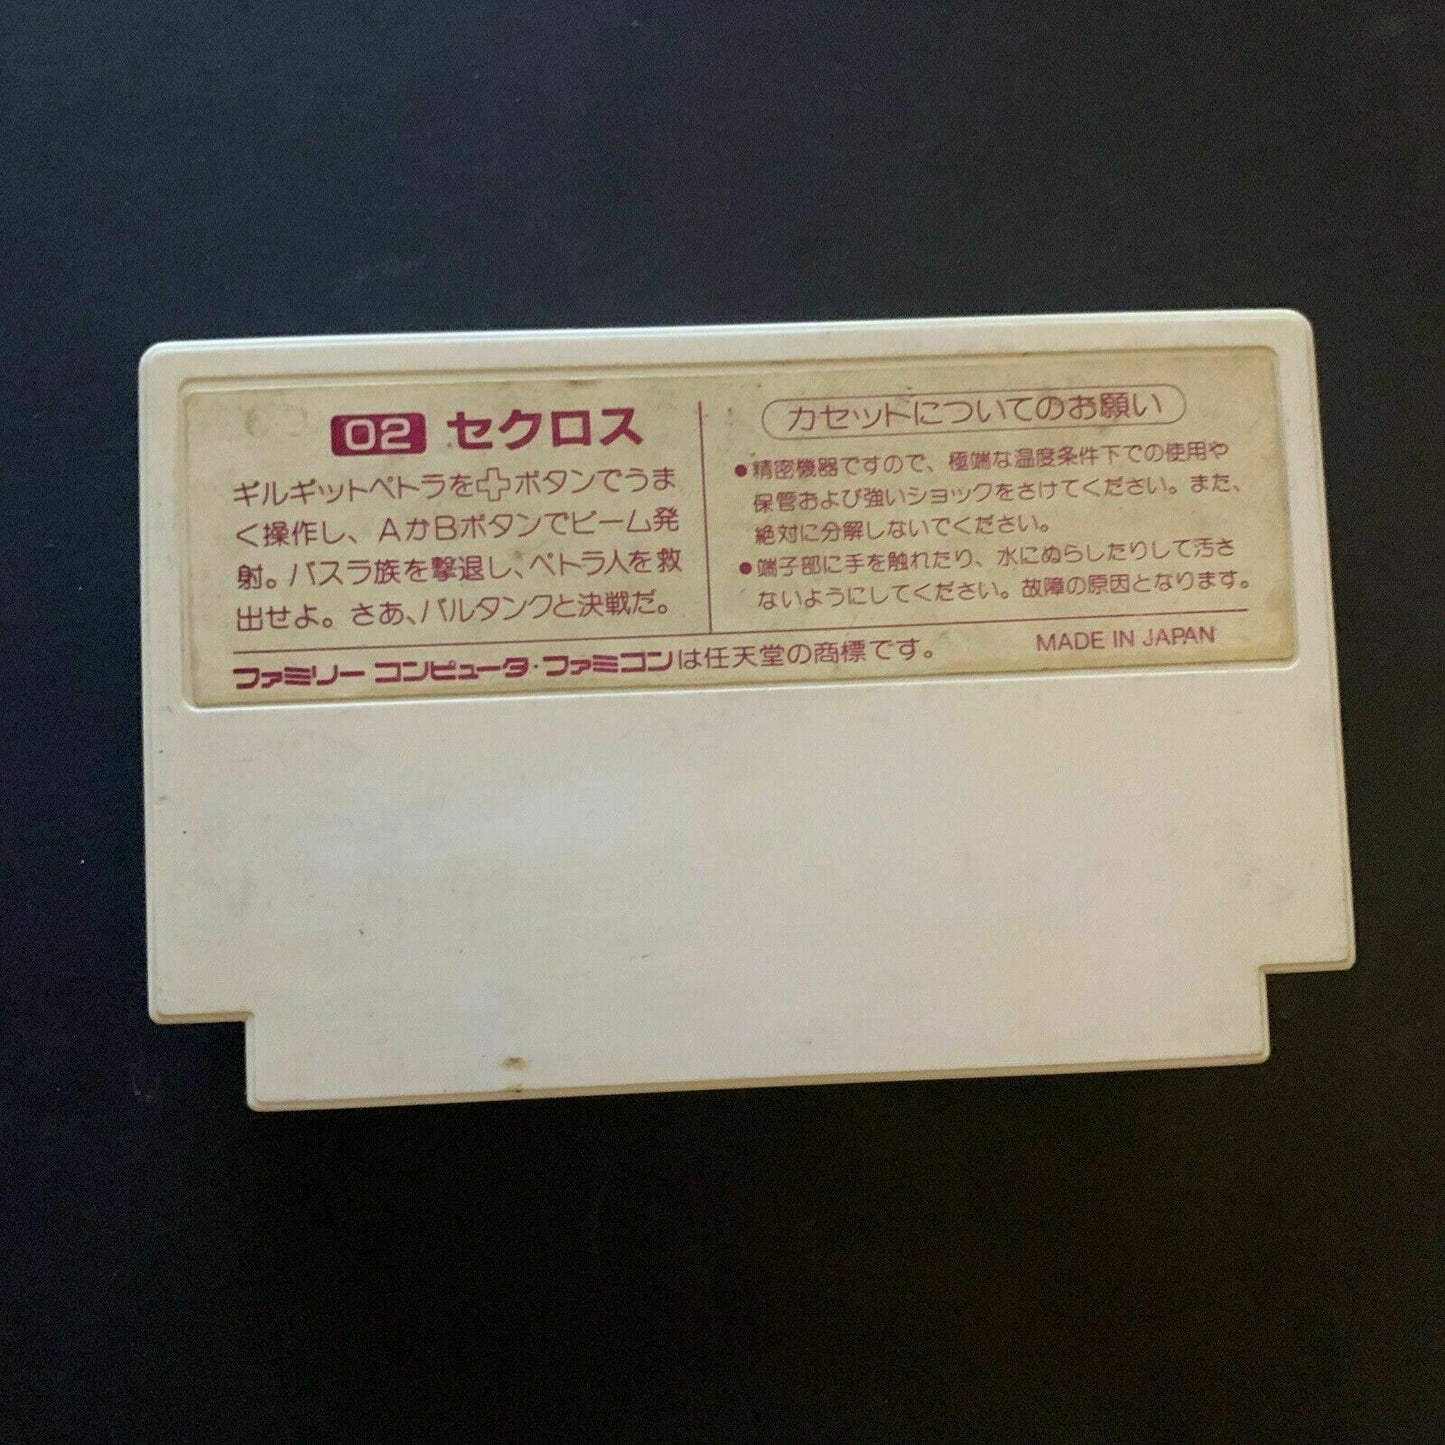 02 セクロス
ギルギットペトラを✚ボタンでうま
く操作し、AかBボタンでビーム発
射。バスラ族を撃退し、ペトラ人を救
出せよ。さあ、バルタンクと決戦だ。
カセットについてのお願い
●精密機器ですので、極端な温度条件下での使用や
保管および強いショックをさけてください。また、
絶対に分解しないでください。
●端子部に手を触れたり、水にぬらしたりして汚さ
ないようにしてください。故障の原因となります。
ファミリーコンピュータ・ファミコンは任天堂の商標です。
MADE IN JAPAN